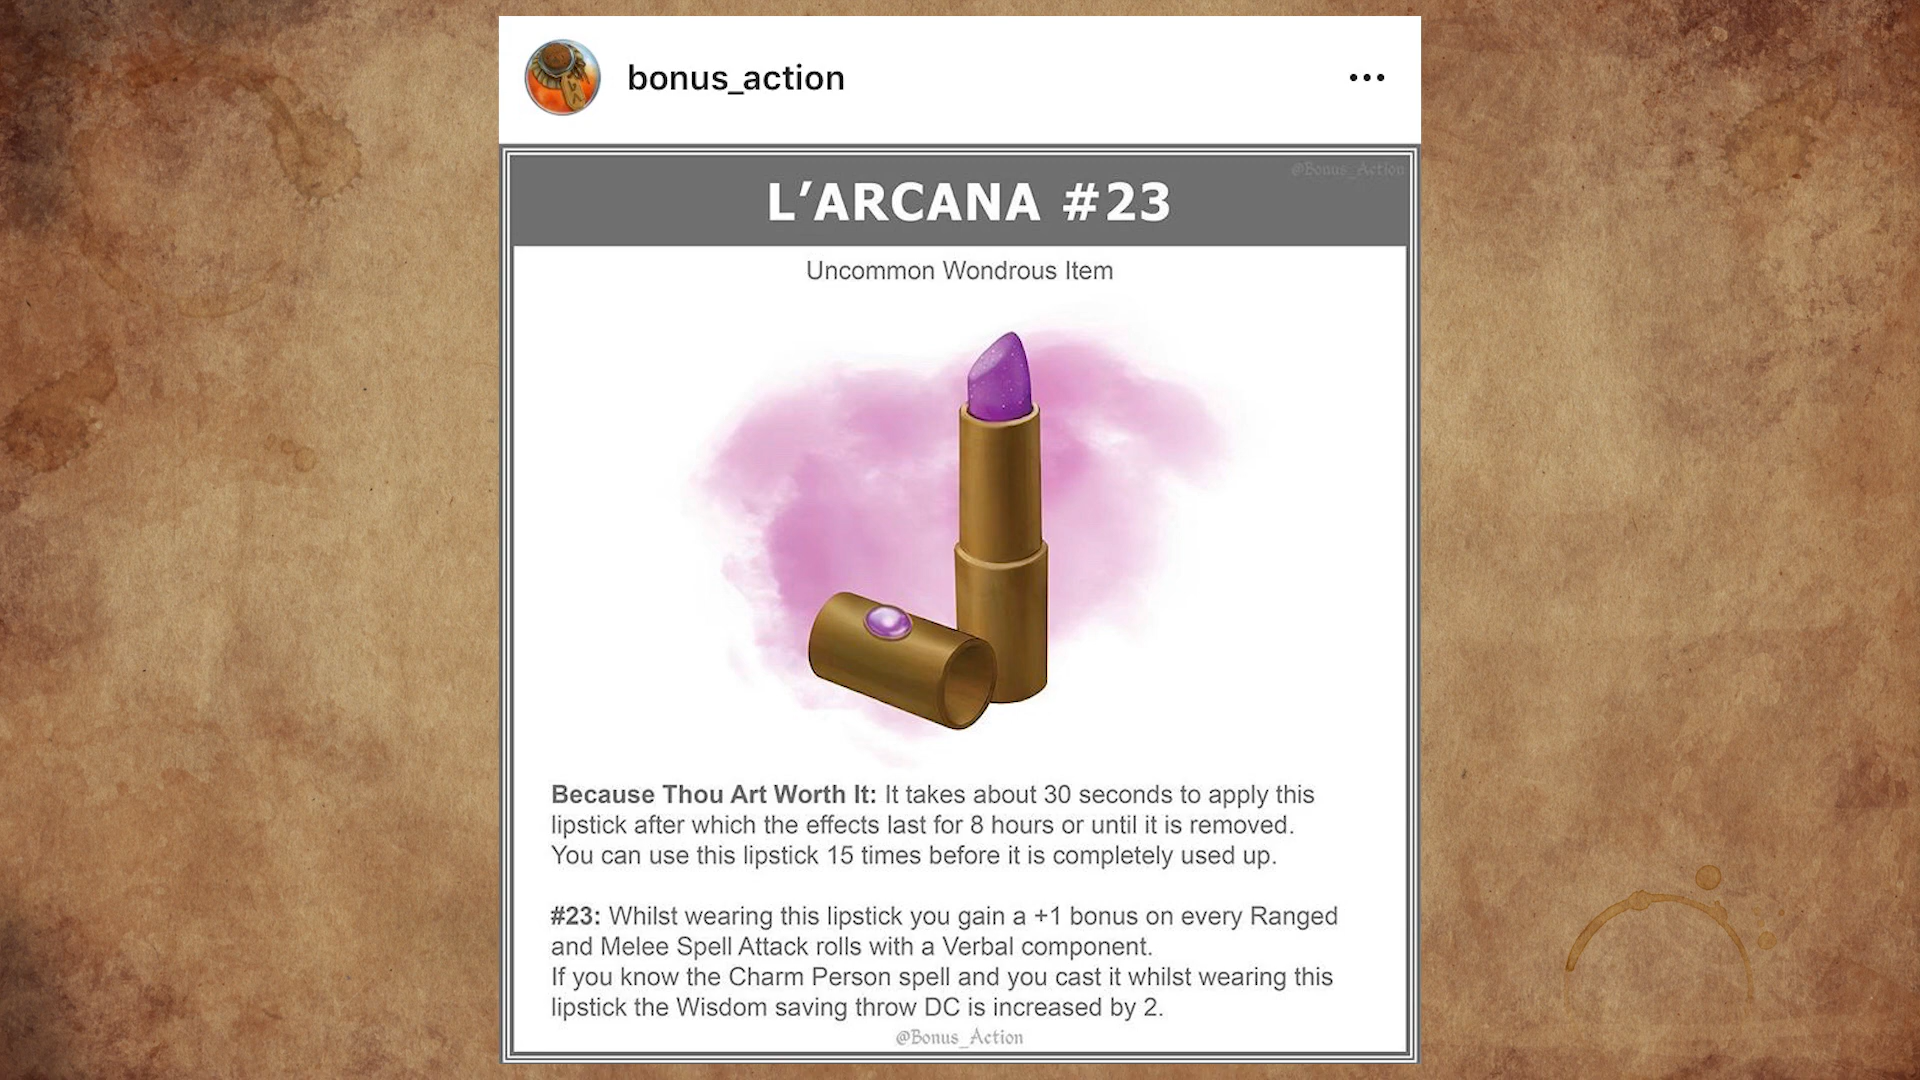 bonus_action
@Bonus_Action
L'ARCANA #23
Uncommon Wondrous Item
Because Thou Art Worth It: It takes about 30 seconds to apply this
lipstick after which the effects last for 8 hours or until it is removed.
You can use this lipstick 15 times before it is completely used up.
#23: Whilst wearing this lipstick you gain a +1 bonus on every Ranged
and Melee Spell Attack rolls with a Verbal component.
If you know the Charm Person spell and you cast it whilst wearing this
lipstick the Wisdom saving throw DC is increased by 2.
@Bonus_Action